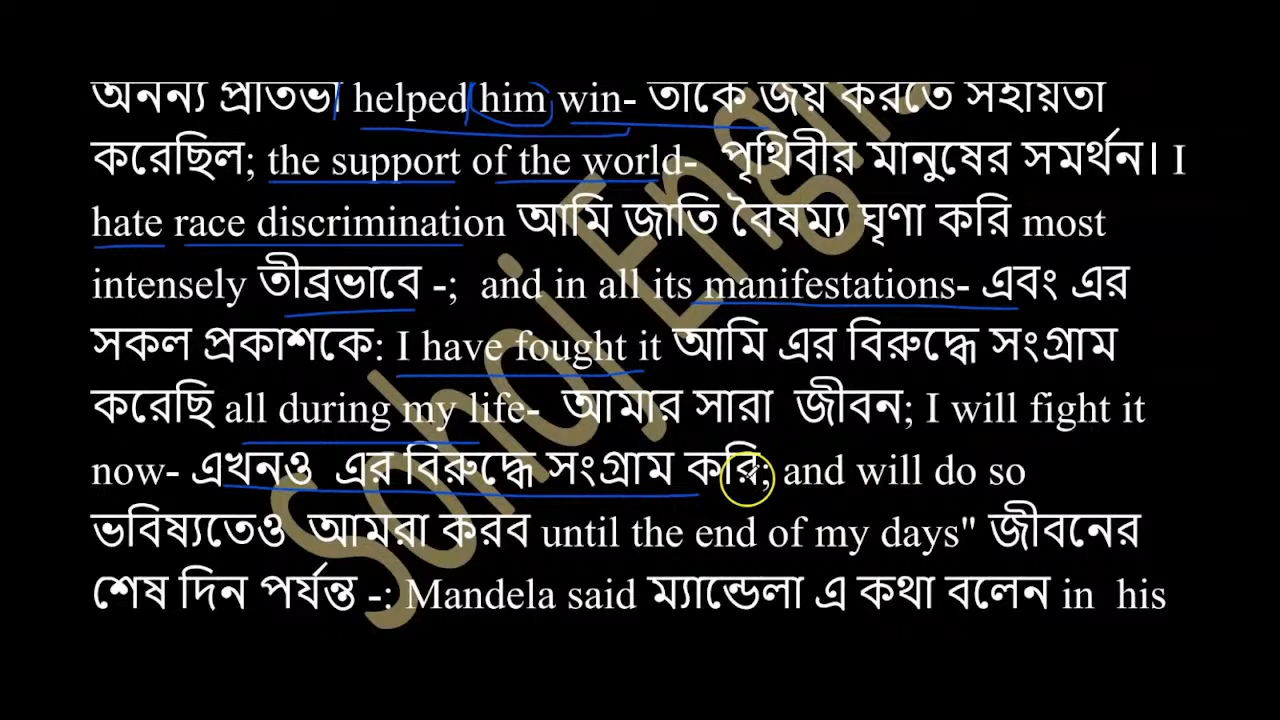 অনন্য প্রতিভা helped him win- তাকে জয় করতে সহায়তা
করেছিল; the support of the world- পৃথিবীর মানুষের সমর্থন। I
hate race discrimination আমি জাতি বৈষম্য ঘৃণা করি most
intensely তীব্রভাবে -; and in all its manifestations- এবং এর
সকল প্রকাশকে: I have fought it আমি এর বিরুদ্ধে সংগ্রাম
করেছি all during my life- আমার সারা জীবন; I will fight it
now- এখনও এর বিরুদ্ধে সংগ্রাম করি; and will do so
ভবিষ্যতেও আমরা করব until the end of my days" জীবনের
শেষ দিন পর্যন্ত -: Mandela said ম্যান্ডেলা এ কথা বলেন in his
Sohoj Engli